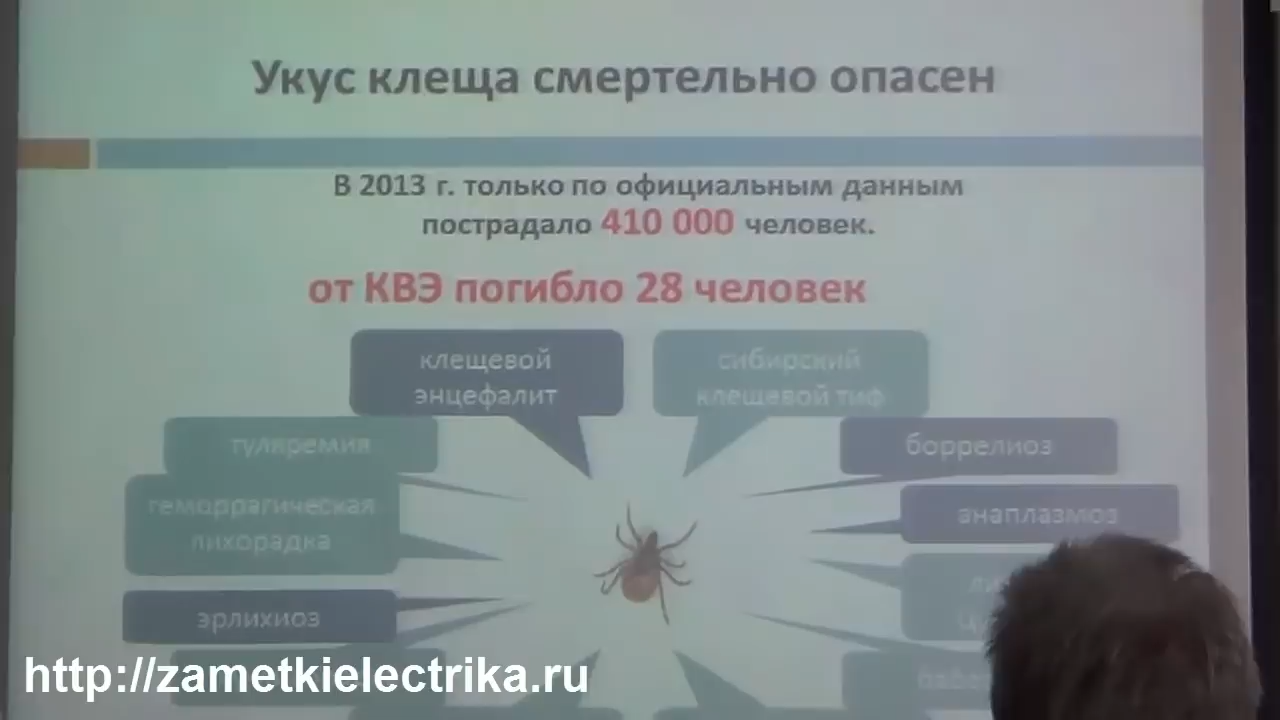 Укус клеща смертельно опасен
В 2013 г. только по официальным данным
пострадало 410 000 человек.
от КВЭ погибло 28 человек
клещевой
энцефалит
сибирский
клещевой тиф
туляремия
боррелиоз
геморрагическая
лихорадка
анаплазмоз
эрлихиоз
http://zametkielectrika.ru